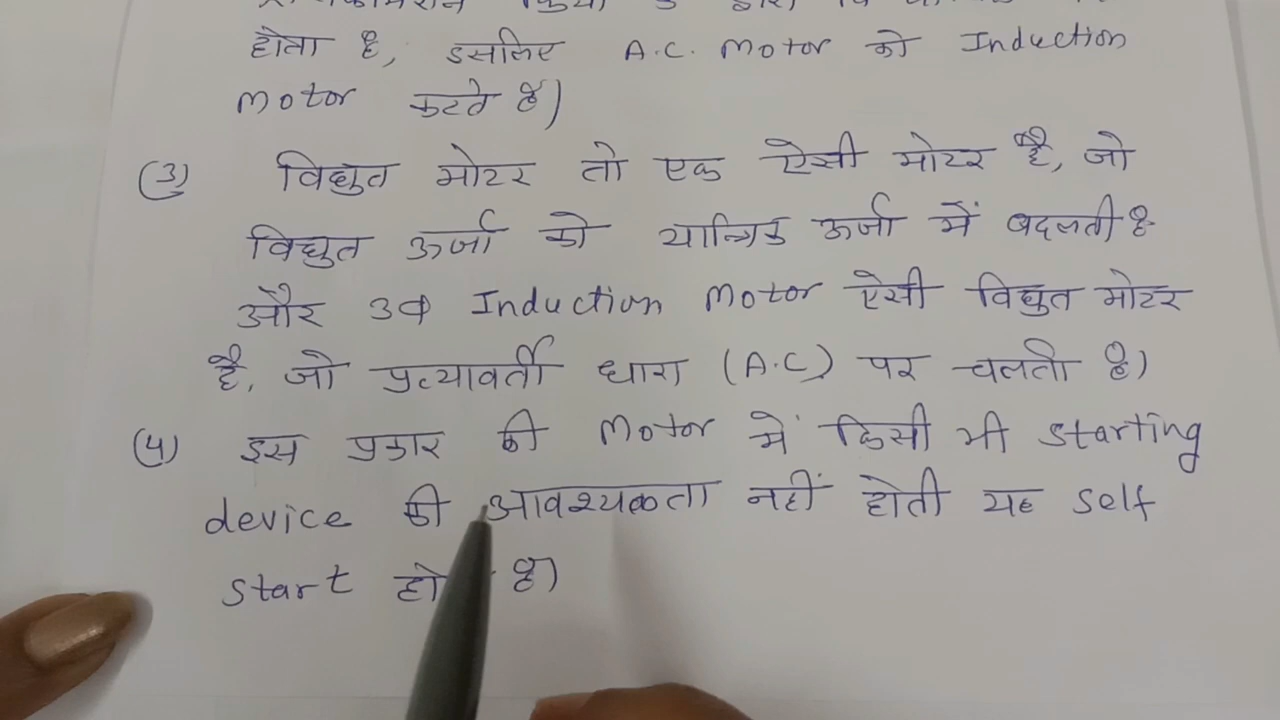 होता है, इसलिए A.C. Motor को Induction
Motor कहते है)
(3) विद्युत मोटर तो एक ऐसी मोटर है, जो
विद्युत ऊर्जा को यान्त्रिक ऊर्जा में बदलती है
और 3Φ Induction Motor ऐसी विद्युत मोटर
है, जो प्रत्यावर्ती धारा (A.C) पर चलती है)
(4) इस प्रकार की Motor में किसी भी starting
device की आवश्यकता नहीं होती यह self
start है)